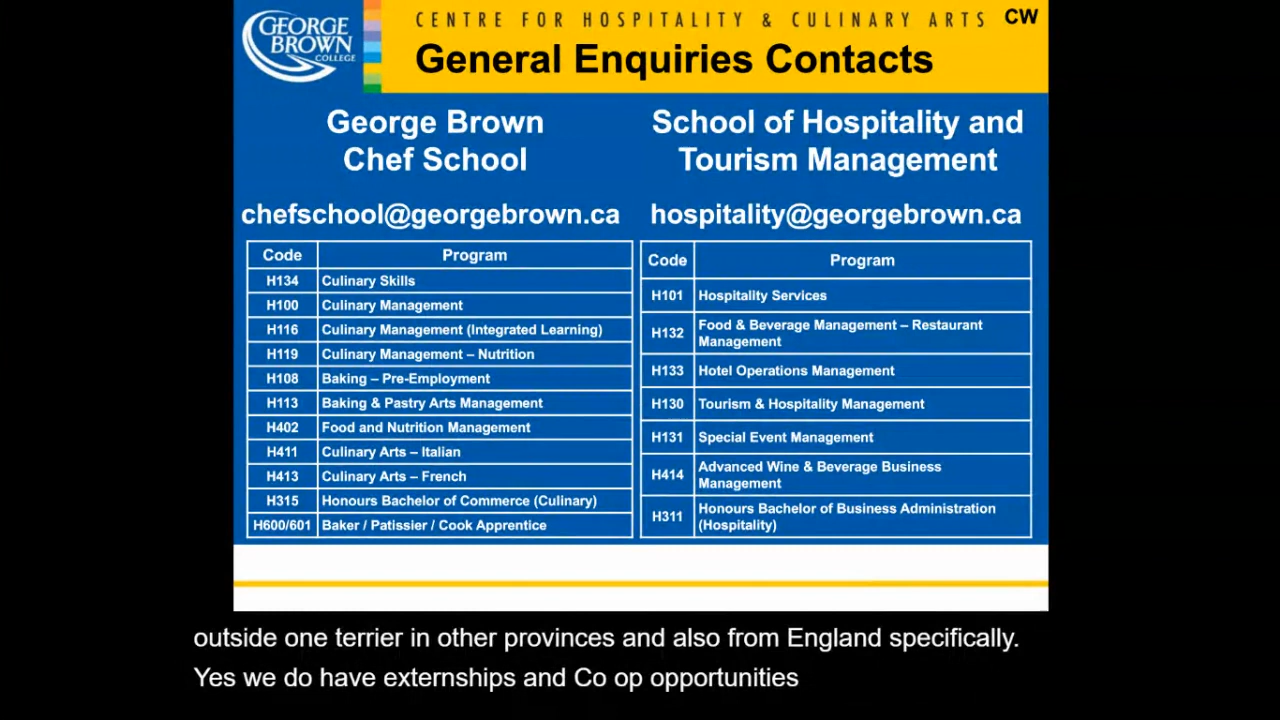 GEORGE
BROWN
COLLEGE
CENTRE FOR HOSPITALITY & CULINARY ARTS
CW
General Enquiries Contacts
George Brown
Chef School
chefschool@georgebrown.ca
Code Program
H134 Culinary Skills
H100 Culinary Management
H116 Culinary Management (Integrated Learning)
H119 Culinary Management – Nutrition
H108 Baking – Pre-Employment
H113 Baking & Pastry Arts Management
H402 Food and Nutrition Management
H411 Culinary Arts – Italian
H413 Culinary Arts – French
H315 Honours Bachelor of Commerce (Culinary)
H600/601 Baker / Patissier / Cook Apprentice
School of Hospitality and
Tourism Management
hospitality@georgebrown.ca
Code Program
H101 Hospitality Services
H132 Food & Beverage Management – Restaurant
Management
H133 Hotel Operations Management
H130 Tourism & Hospitality Management
H131 Special Event Management
H414 Advanced Wine & Beverage Business
Management
H311 Honours Bachelor of Business Administration
(Hospitality)
outside one terrier in other provinces and also from England specifically.
Yes we do have externships and Co op opportunities